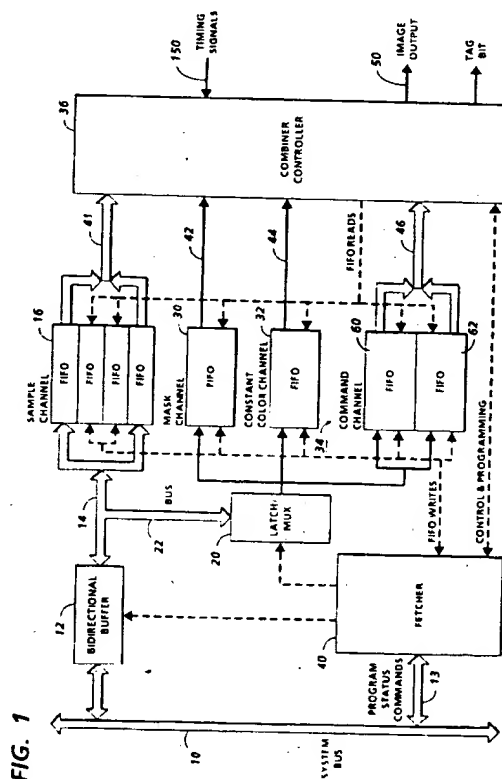 FIG. 1
10
SYSTEM
BUS
12
BIDIRECTIONAL
BUFFER
13
PROGRAM
STATUS
COMMANDS
14
BUS
22
20
LATCH
MUX
40
FETCHER
FIFO WRITES
CONTROL & PROGRAMMING
SAMPLE
CHANNEL
16
FIFO
FIFO
FIFO
FIFO
MASK
CHANNEL
30
FIFO
CONSTANT
COLOR CHANNEL
32
FIFO
34
COMMAND
CHANNEL
60
FIFO
FIFO
62
41
42
44
FIFO READS
46
36
COMBINER
CONTROLLER
150
TIMING
SIGNALS
50
IMAGE
OUTPUT
TAG
BIT